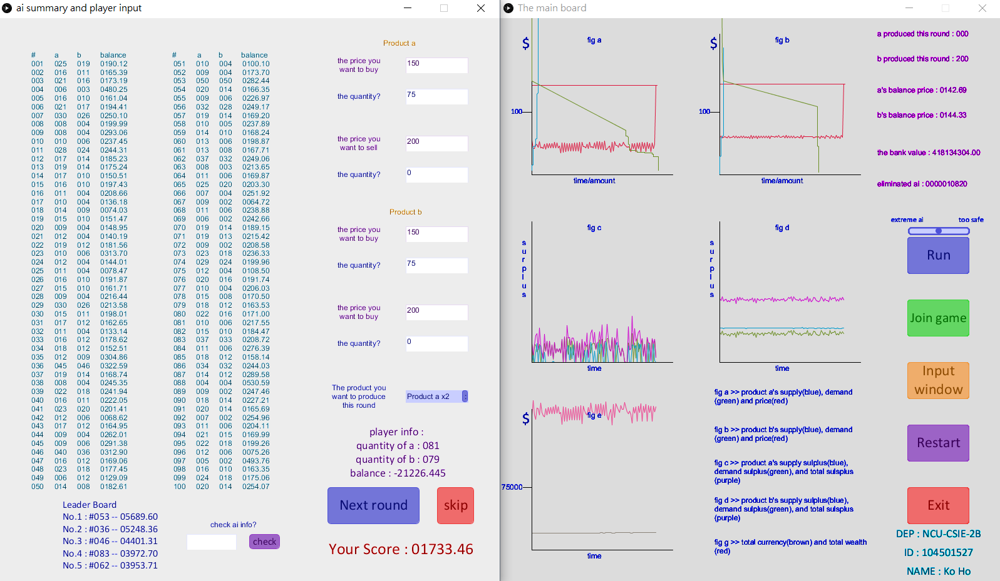 ai summary and player input
# a b balance # a b balance
001 025 019 0190.12 051 010 004 0100.10
002 016 011 0165.39 052 009 004 0173.70
003 021 016 0173.19 053 050 050 0282.44
004 006 003 0480.25 054 020 014 0166.35
005 016 010 0161.04 055 009 006 0226.97
006 021 017 0194.41 056 032 028 0249.17
007 030 026 0250.10 057 019 014 0169.20
008 008 004 0199.99 058 010 005 0237.89
009 008 004 0293.06 059 014 010 0168.24
010 010 006 0237.45 060 013 006 0198.87
011 028 024 0244.31 061 013 008 0167.71
012 017 014 0185.23 062 037 032 0249.06
013 019 014 0175.24 063 008 003 0213.65
014 017 010 0150.51 064 011 006 0169.87
015 016 010 0197.43 065 025 020 0203.30
016 011 004 0208.66 066 007 004 0251.92
017 010 004 0136.18 067 009 002 0064.72
018 014 009 0074.03 068 011 006 0238.88
019 015 010 0151.47 069 006 002 0242.66
020 009 004 0148.95 070 019 014 0189.15
021 012 004 0140.19 071 019 013 0215.42
022 019 012 0181.56 072 009 002 0208.58
023 010 006 0313.70 073 023 018 0236.33
024 012 004 0144.01 074 029 024 0199.96
025 011 004 0078.47 075 012 004 0108.50
026 016 010 0191.87 076 020 016 0191.74
027 015 010 0161.71 077 010 004 0206.03
028 009 004 0216.44 078 015 008 0170.50
029 030 026 0213.58 079 018 012 0163.53
030 015 011 0198.01 080 022 016 0171.00
031 017 012 0162.65 081 010 006 0217.55
032 011 004 0133.14 082 015 010 0184.47
033 016 012 0178.62 083 037 033 0208.72
034 018 012 0152.51 084 011 006 0276.39
035 012 009 0304.86 085 018 012 0158.14
036 045 046 0322.59 086 034 032 0244.03
037 019 014 0168.74 087 014 012 0289.58
038 008 004 0245.35 088 004 004 0530.59
039 022 018 0241.94 089 009 002 0247.46
040 016 011 0222.05 090 018 014 0227.21
041 023 020 0201.41 091 020 014 0165.69
042 012 006 0068.62 092 007 002 0254.96
043 017 012 0164.95 093 011 006 0204.11
044 009 004 0262.01 094 021 015 0169.99
045 009 006 0291.38 095 022 018 0199.26
046 040 036 0312.90 096 012 006 0075.26
047 016 012 0169.06 097 005 002 0493.76
048 023 018 0177.45 098 016 010 0163.35
049 006 012 0129.09 099 024 018 0175.06
050 014 008 0182.61 100 020 014 0254.07
Leader Board
No.1 : #053 -- 05689.60
No.2 : #036 -- 05248.36
No.3 : #046 -- 04401.31
No.4 : #083 -- 03972.70
No.5 : #062 -- 03953.71
check ai info?
check
Product a
the price you
want to buy
150
the quantity?
75
the price you
want to sell
200
the quantity?
0
Product b
the price you
want to buy
150
the quantity?
75
the price you
want to buy
200
the quantity?
0
The product you
want to produce
this round
Product a x2
player info :
quantity of a : 081
quantity of b : 079
balance : -21226.445
Next round
skip
Your Score : 01733.46
The main board
$
fig a
100
time/amount
$
fig b
100
time/amount
a produced this round : 000
b produced this round : 200
a's balance price : 0142.69
b's balance price : 0144.33
the bank value : 418134304.00
eliminated ai : 0000010820
surplus
fig c
time
surplus
fig d
time
extreme ai
too safe
Run
Join game
Input
window
Restart
Exit
$
fig e
75000
time
fig a >> product a's supply(blue), demand
(green) and price(red)
fig b >> product b's supply(blue), demand
(green) and price(red)
fig c >> product a's supply sulplus(blue),
demand sulplus(green), and total sulsplus
(purple)
fig d >> product b's supply sulplus(blue),
demand sulplus(green), and total sulsplus
(purple)
fig g >> total currency(brown) and total wealth
(red)
DEP : NCU-CSIE-2B
ID : 104501527
NAME : Ko Ho